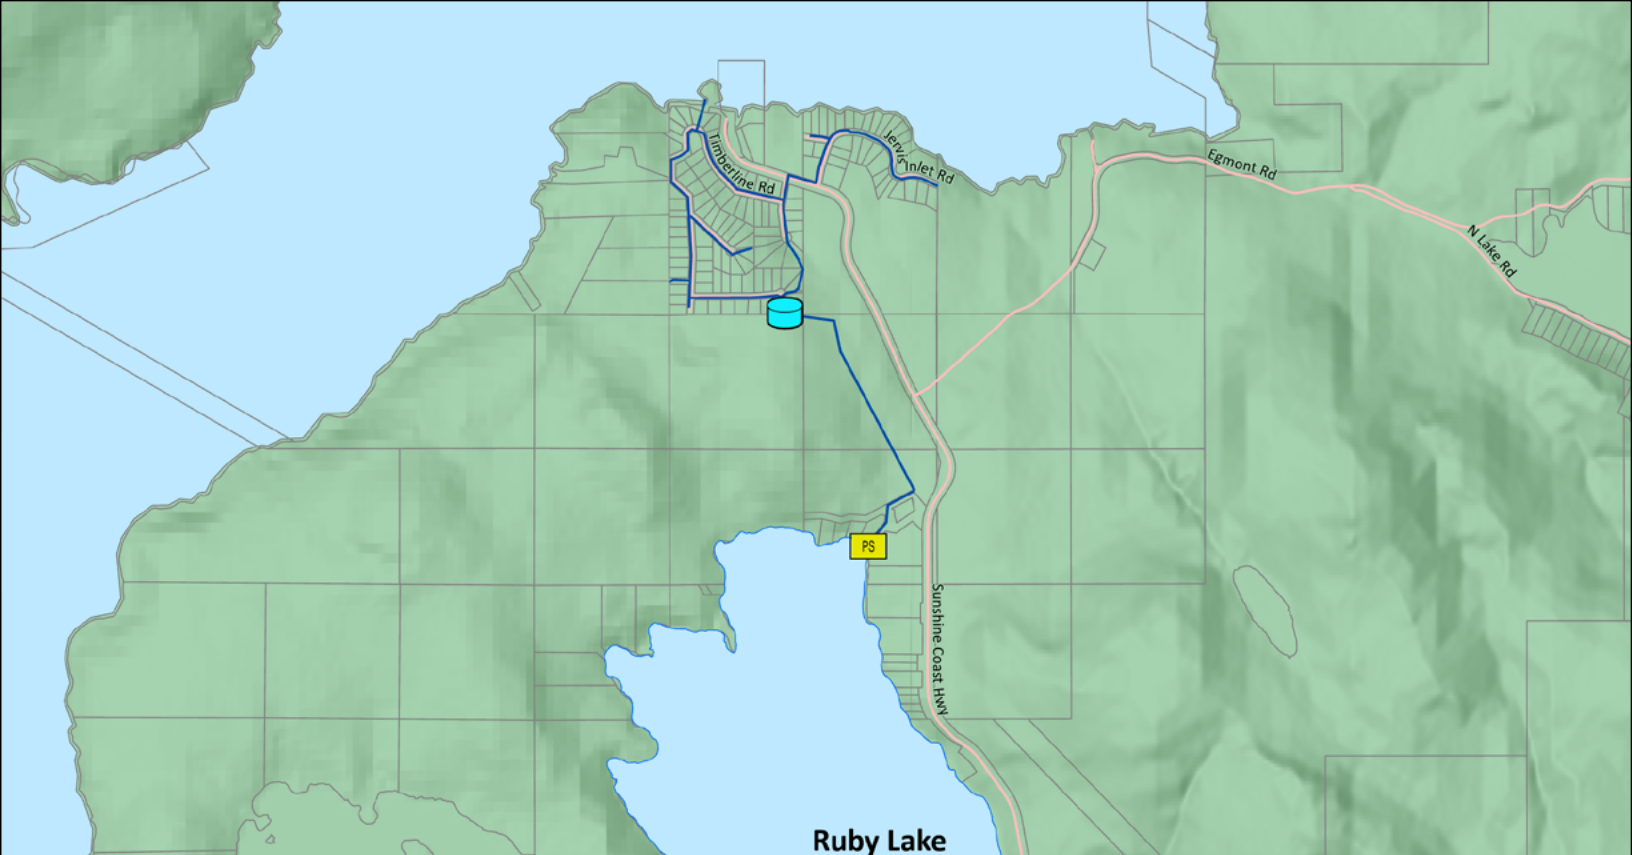 Jervis Inlet Rd
Timberline Rd
Egmont Rd
N Lake Rd
PS
Sunshine Coast Hwy
Ruby Lake